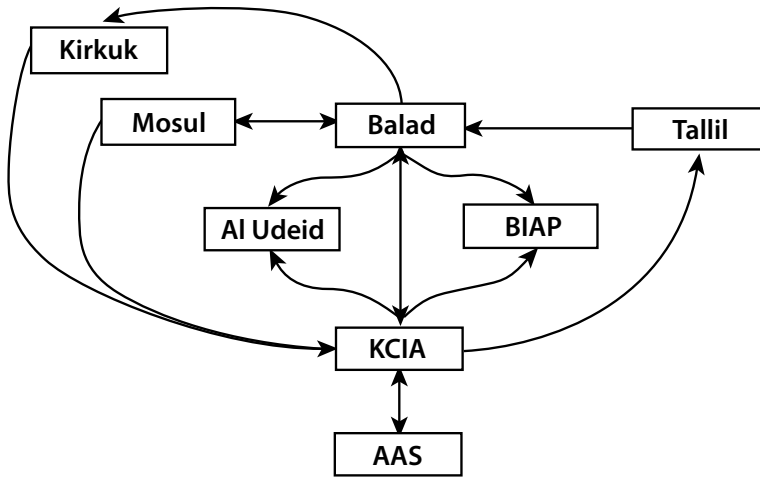 Kirkuk
Mosul
Balad
Tallil
Al Udeid
BIAP
KCIA
AAS